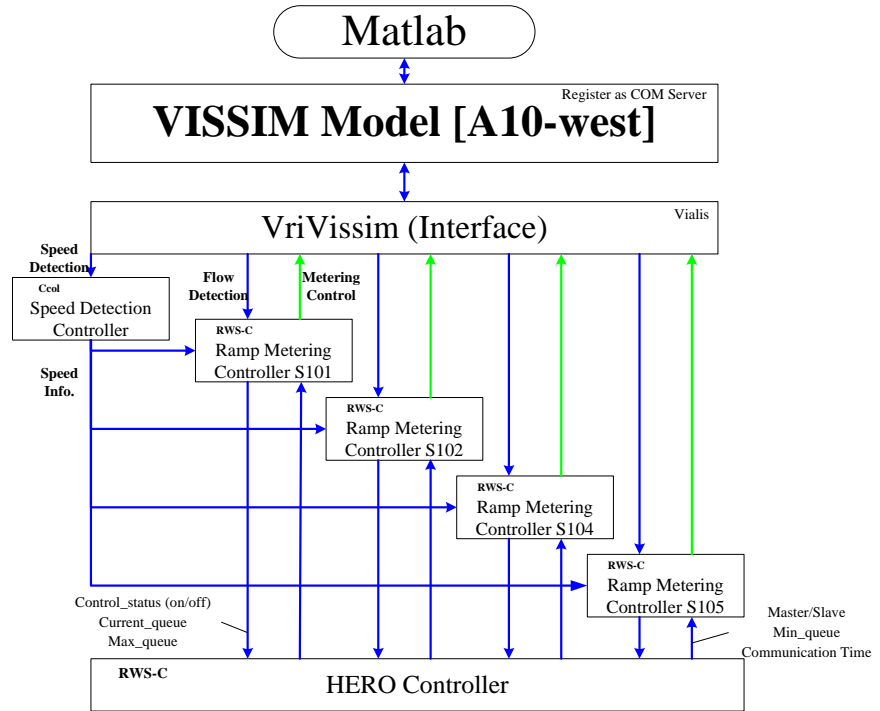 Matlab
Register as COM Server
VISSIM Model [A10-west]
VriVissim (Interface)
Vialis
Speed
Detection
Flow
Detection
Metering
Control
Ccol
Speed Detection
Controller
RWS-C
Ramp Metering
Controller S101
Speed
Info.
RWS-C
Ramp Metering
Controller S102
RWS-C
Ramp Metering
Controller S104
RWS-C
Ramp Metering
Controller S105
Control_status (on/off)
Current_queue
Max_queue
Master/Slave
Min_queue
Communication Time
RWS-C
HERO Controller